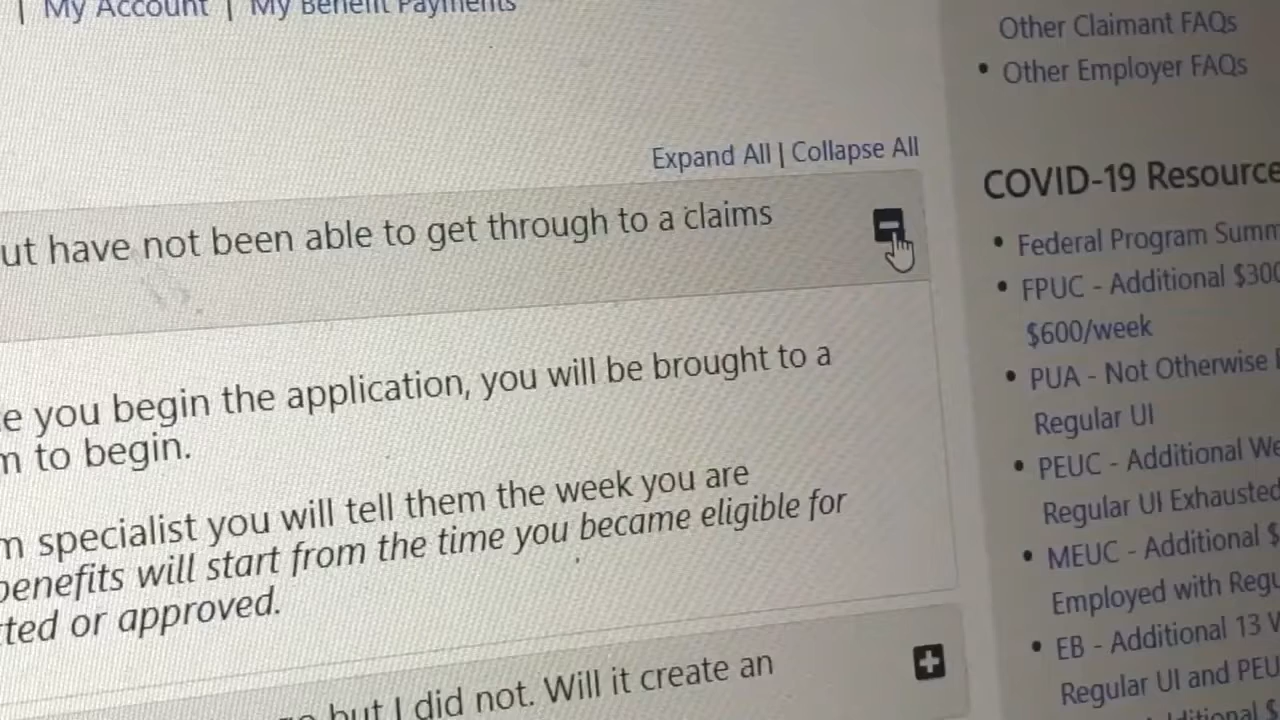 | My Account | My Benefit Payments
Other Claimant FAQs
• Other Employer FAQs
Expand All | Collapse All
ut have not been able to get through to a claims
e you begin the application, you will be brought to a
m to begin.
m specialist you will tell them the week you are
benefits will start from the time you became eligible for
ted or approved.
but I did not. Will it create an
COVID-19 Resource
• Federal Program Summ
• FPUC - Additional $300
$600/week
• PUA - Not Otherwise
Regular UI
• PEUC - Additional We
Regular UI Exhausted
• MEUC - Additional $
Employed with Regu
• EB - Additional 13 W
Regular UI and PEU